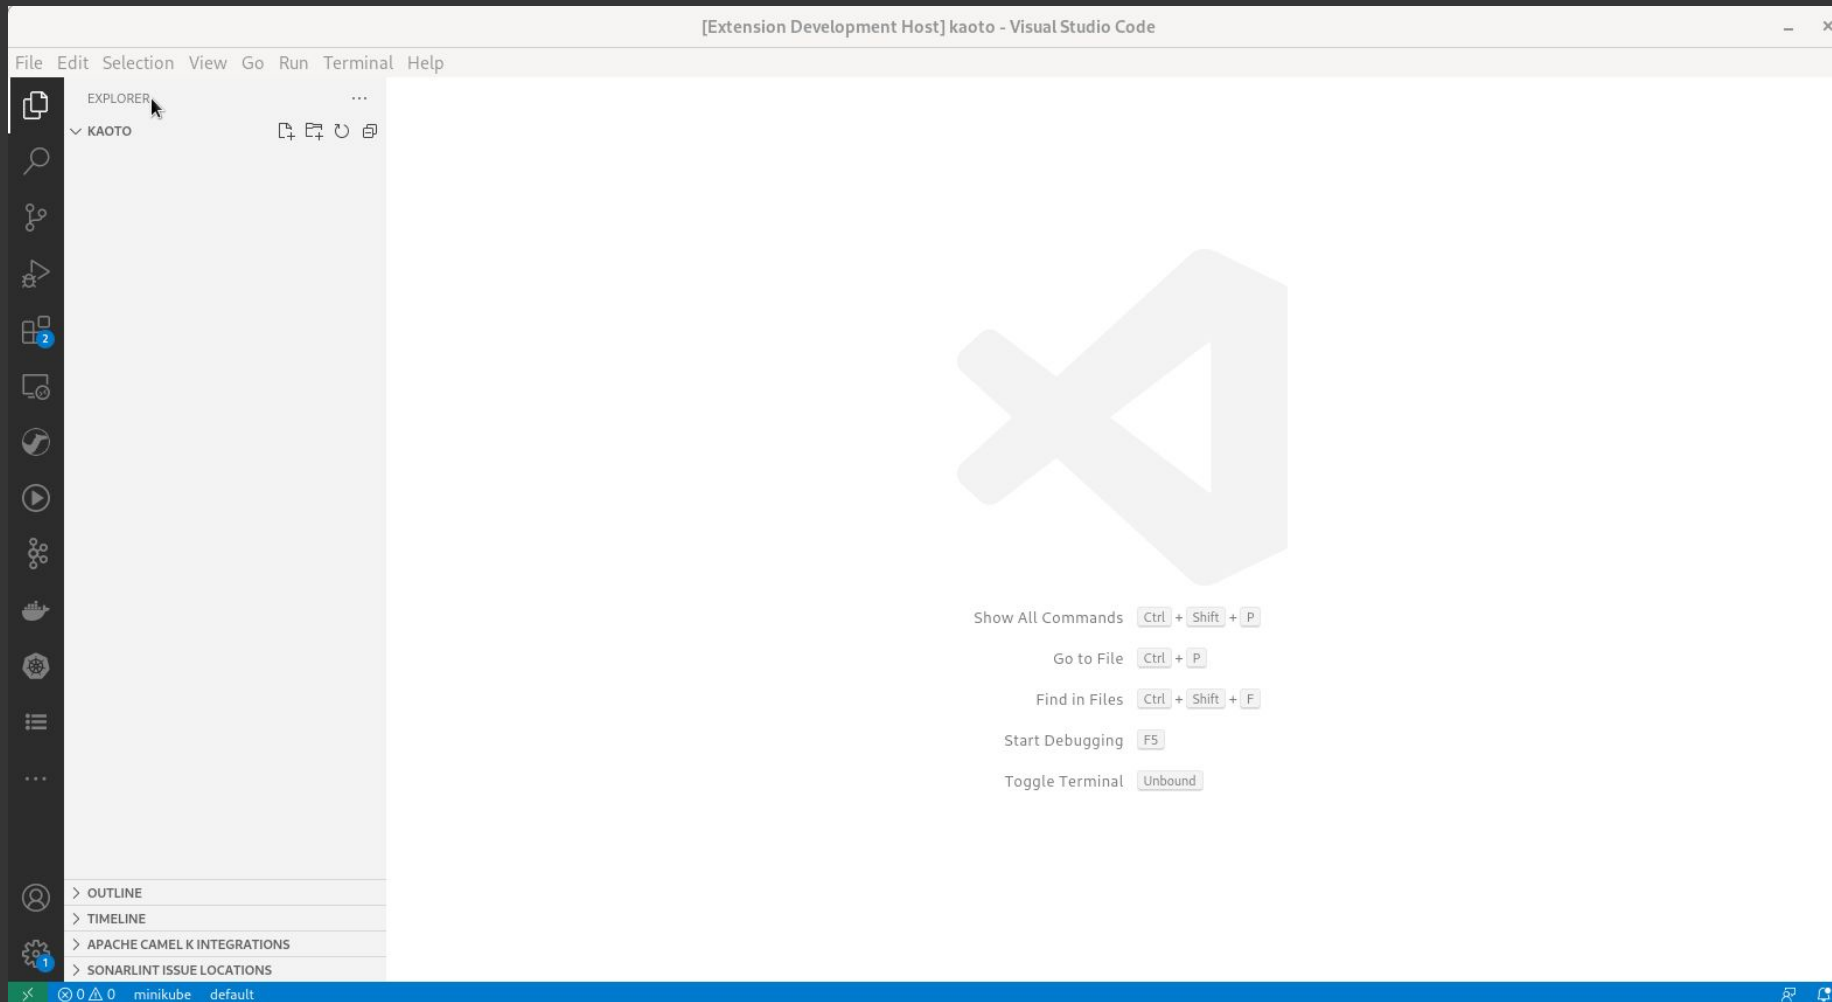 [Extension Development Host] kaoto - Visual Studio Code
File Edit Selection View Go Run Terminal Help
EXPLORER
KAOTO
2
Show All Commands Ctrl + Shift + P
Go to File Ctrl + P
Find in Files Ctrl + Shift + F
Start Debugging F5
Toggle Terminal Unbound
OUTLINE
TIMELINE
APACHE CAMEL K INTEGRATIONS
1
SONARLINT ISSUE LOCATIONS
0 0 minikube default